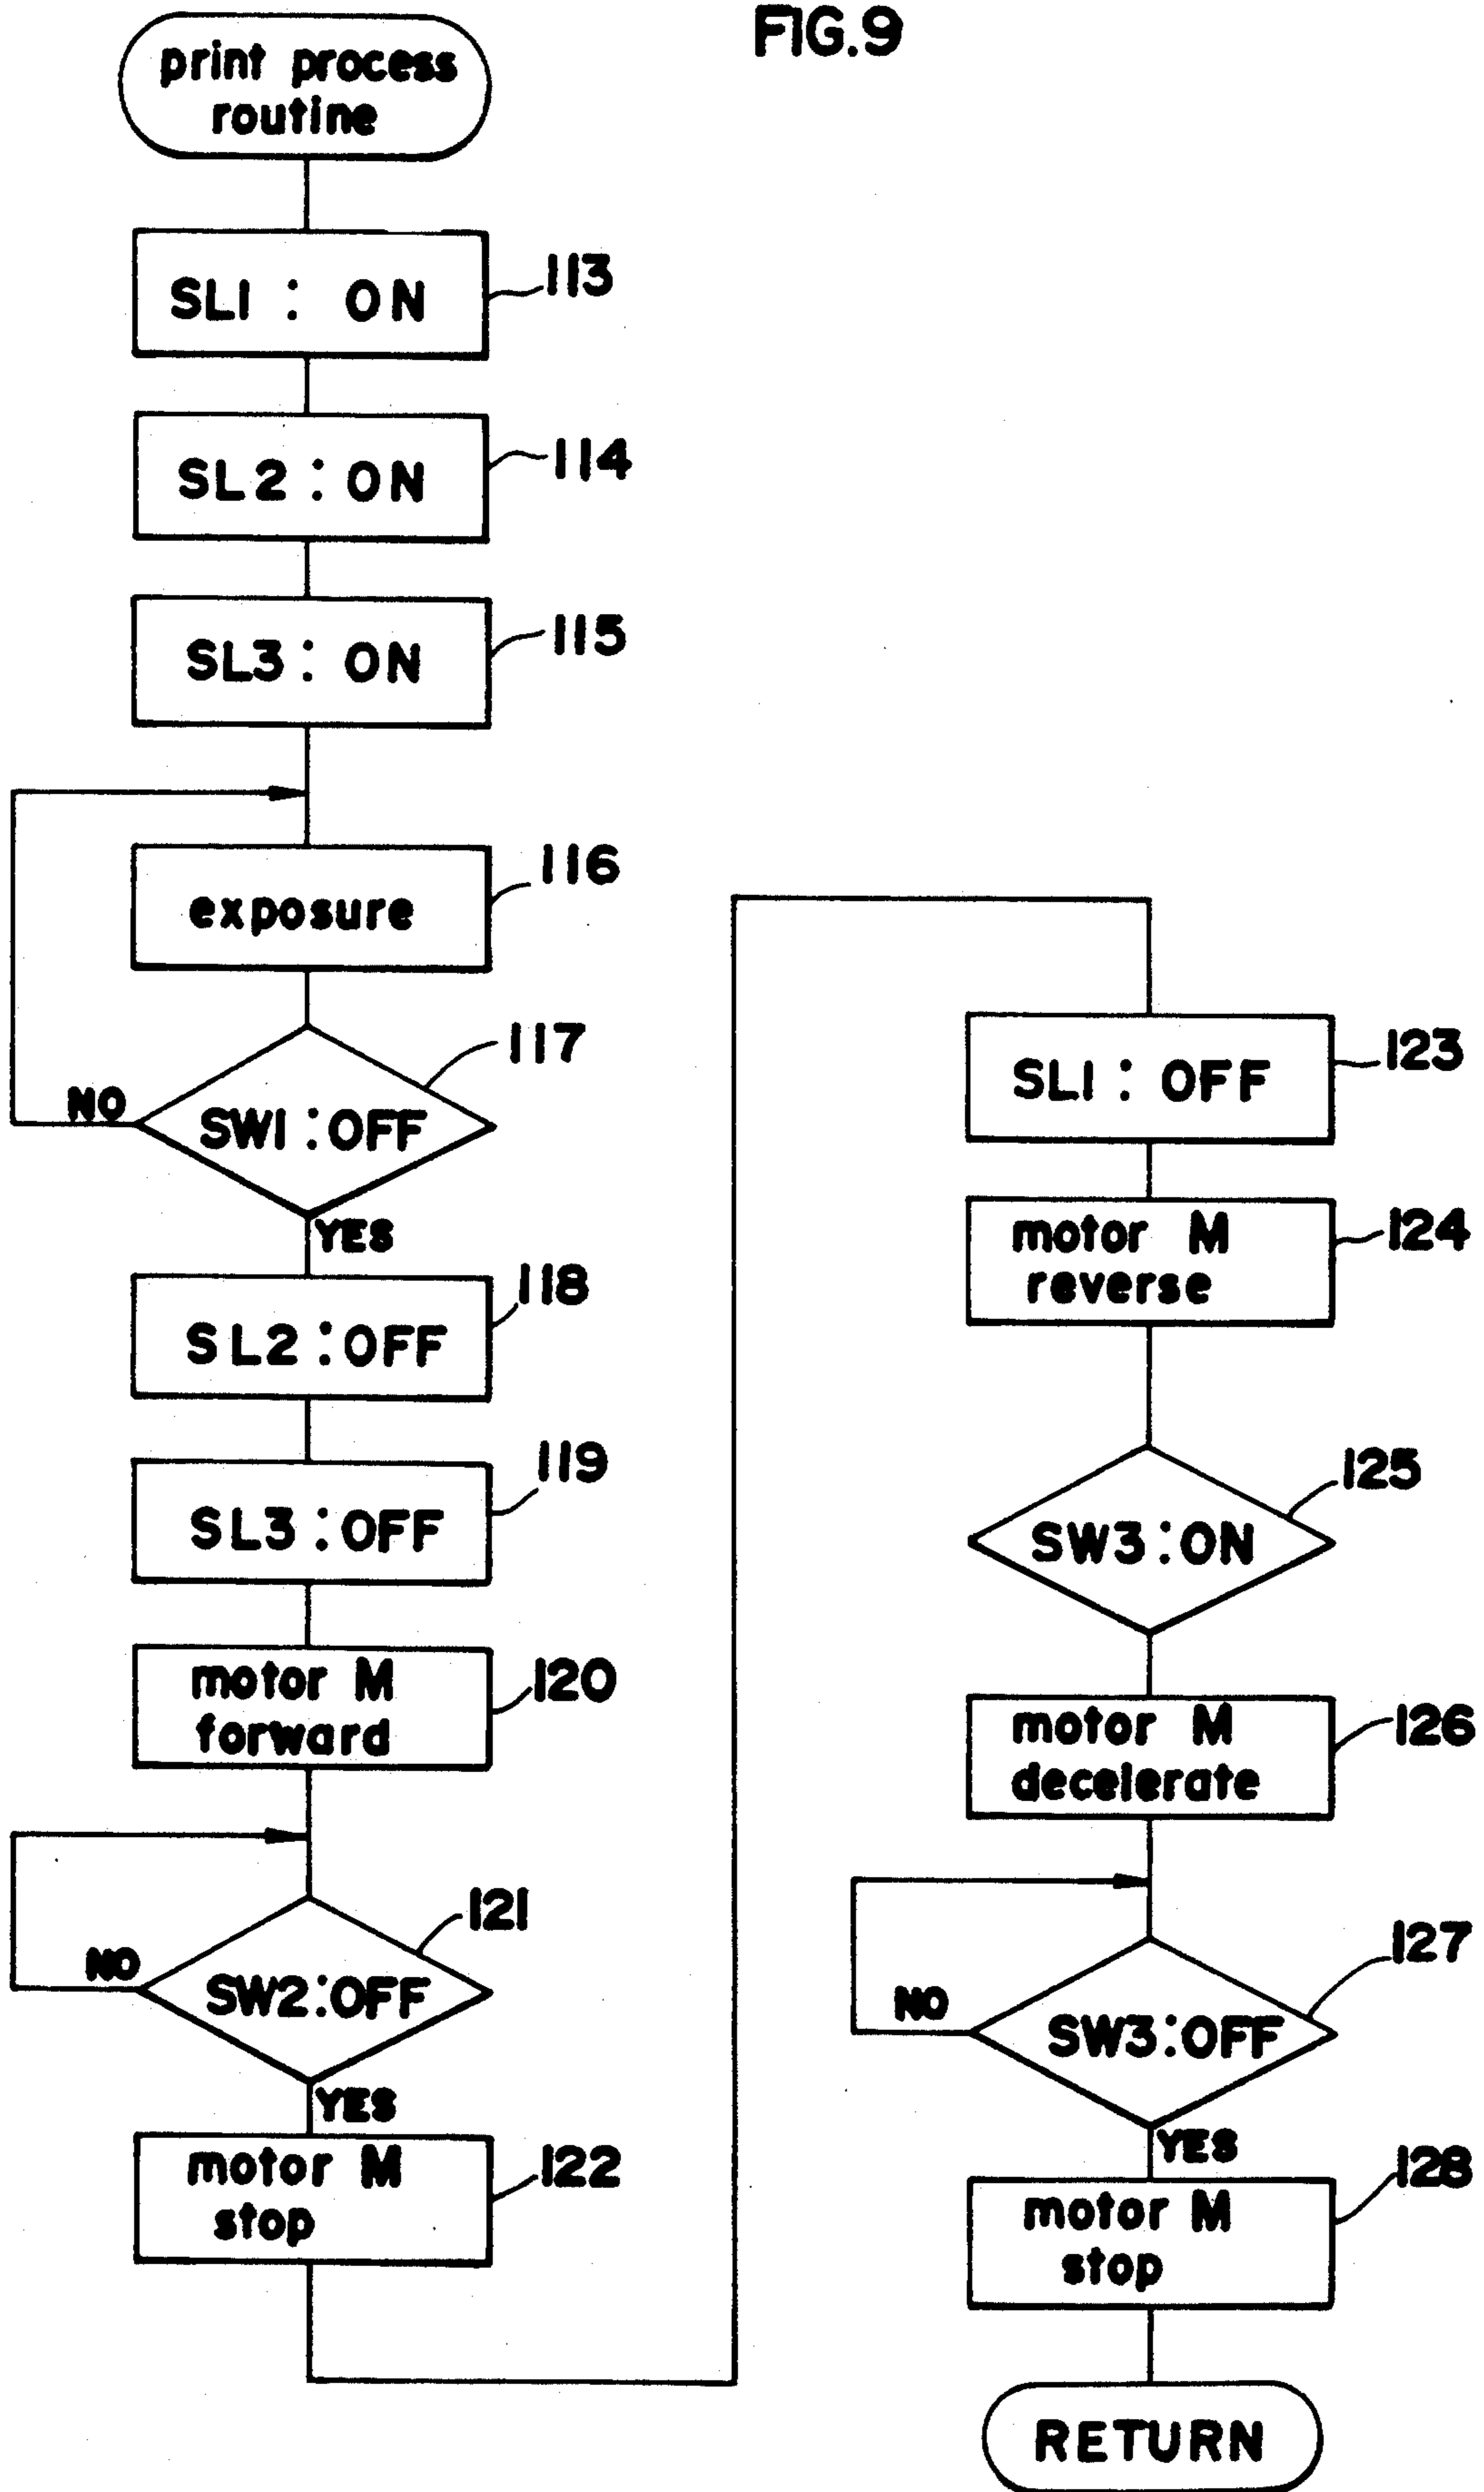 FIG.9
print process
routine
SL1 : ON
113
SL2 : ON
114
SL3 : ON
115
exposure
116
117
SW1 : OFF
NO
YES
SL2 : OFF
118
SL3 : OFF
119
motor M
forward
120
121
SW2 : OFF
NO
YES
motor M
stop
122
SL1 : OFF
123
motor M
reverse
124
125
SW3 : ON
motor M
decelerate
126
127
SW3 : OFF
NO
YES
motor M
stop
128
RETURN